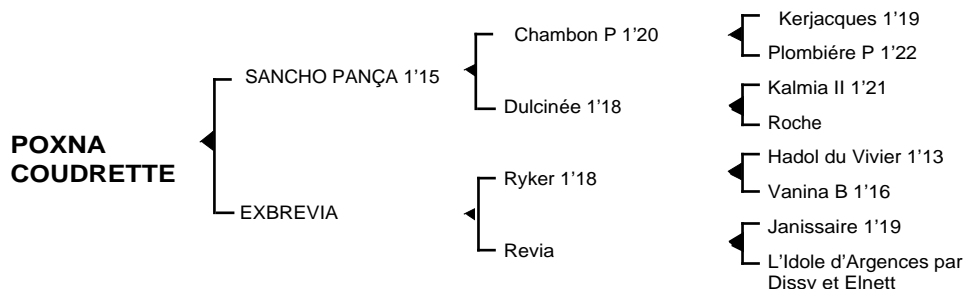 Kerjacques 1'19
Chambon P 1'20
Plombiére P 1'22
SANCHO PANÇA 1'15
Kalmia II 1'21
Dulcinée 1'18
Roche
POXNA
COUDRETTE
Hadol du Vivier 1'13
Ryker 1'18
Vanina B 1'16
EXBREVIA
Janissaire 1'19
Revia
L'Idole d'Argences par
Dissy et Elnett